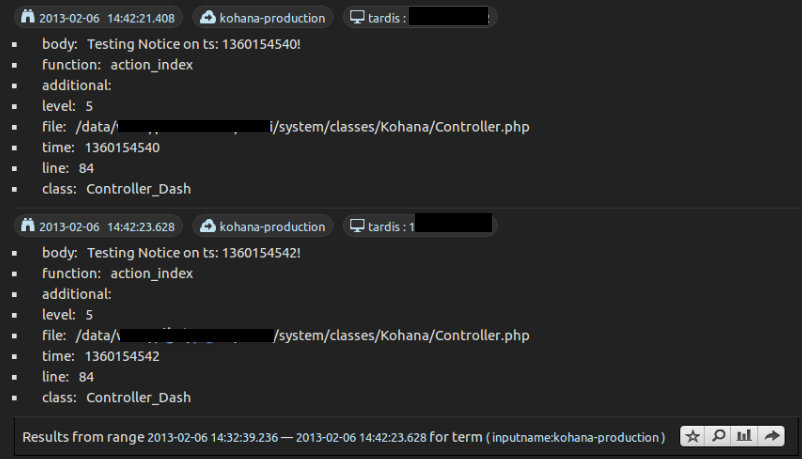 2013-02-06 14:42:21.408 kohana-production tardis :
body: Testing Notice on ts: 1360154540!
function: action_index
additional:
level: 5
file: /data/ i/system/classes/Kohana/Controller.php
time: 1360154540
line: 84
class: Controller_Dash
2013-02-06 14:42:23.628 kohana-production tardis : 1
body: Testing Notice on ts: 1360154542!
function: action_index
additional:
level: 5
file: /data/ /system/classes/Kohana/Controller.php
time: 1360154542
line: 84
class: Controller_Dash
Results from range 2013-02-06 14:32:39.236 — 2013-02-06 14:42:23.628 for term ( inputname:kohana-production )